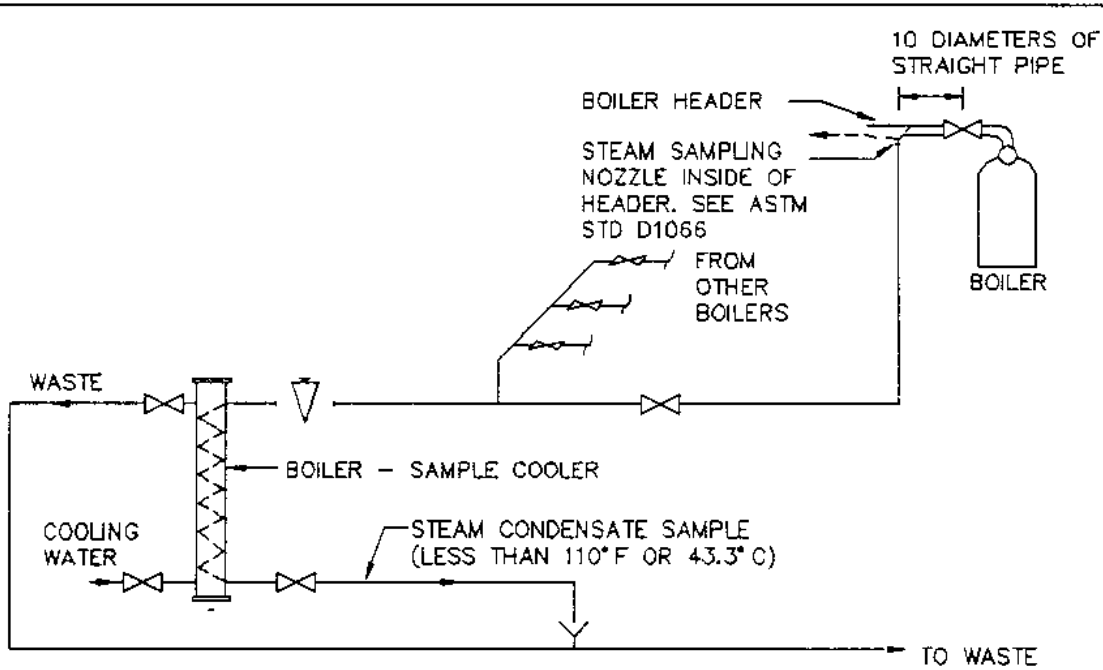 10 DIAMETERS OF
STRAIGHT PIPE
BOILER HEADER
STEAM SAMPLING
NOZZLE INSIDE OF
HEADER. SEE ASTM
STD D1066
FROM
OTHER
BOILERS
BOILER
WASTE
BOILER – SAMPLE COOLER
COOLING
WATER
STEAM CONDENSATE SAMPLE
(LESS THAN 110°F OR 43.3°C)
TO WASTE